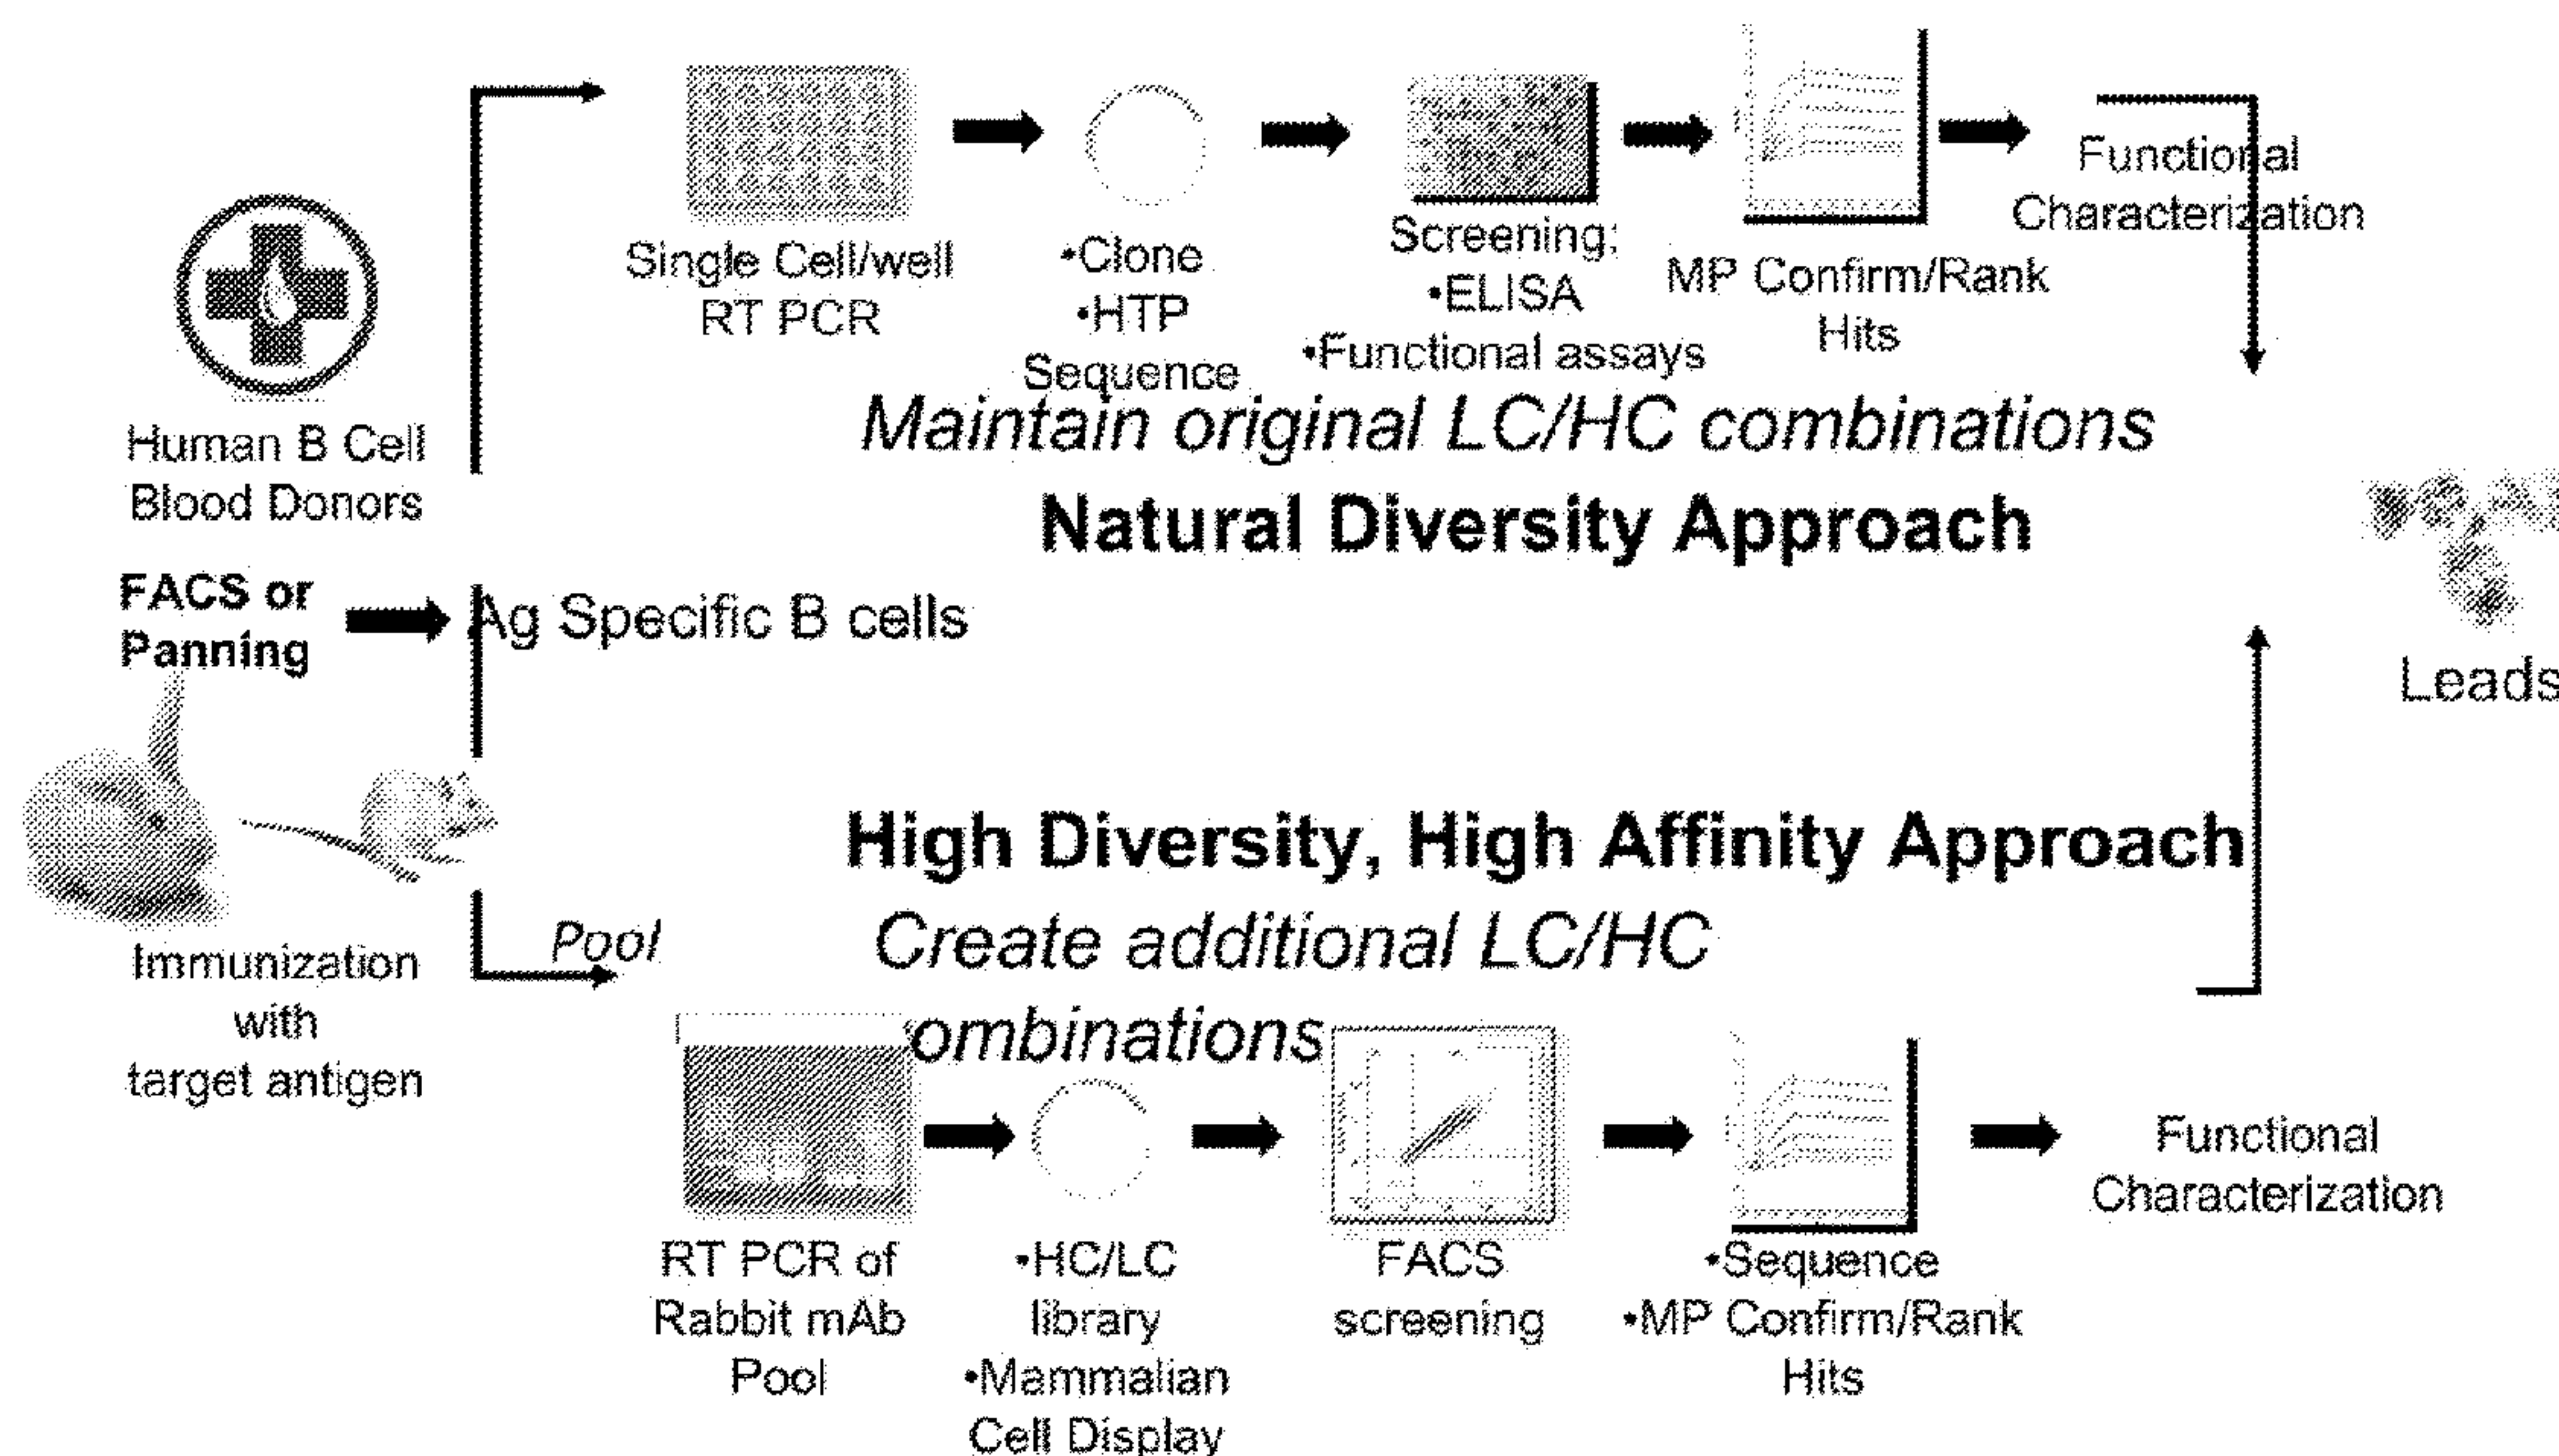 Human B Cell
Blood Donors
FACS or
Panning
Immunization
with
target antigen
Ag Specific B cells
Single Cell/well
RT PCR
•Clone
•HTP
Sequence
Screening:
•ELISA
•Functional assays
MP Confirm/Rank
Hits
Functional
Characterization
Maintain original LC/HC combinations
Natural Diversity Approach
Leads
High Diversity, High Affinity Approach
Create additional LC/HC
ombinations
Pool
RT PCR of
Rabbit mAb
Pool
•HC/LC
library
•Mammalian
Cell Display
FACS
screening
•Sequence
•MP Confirm/Rank
Hits
Functional
Characterization